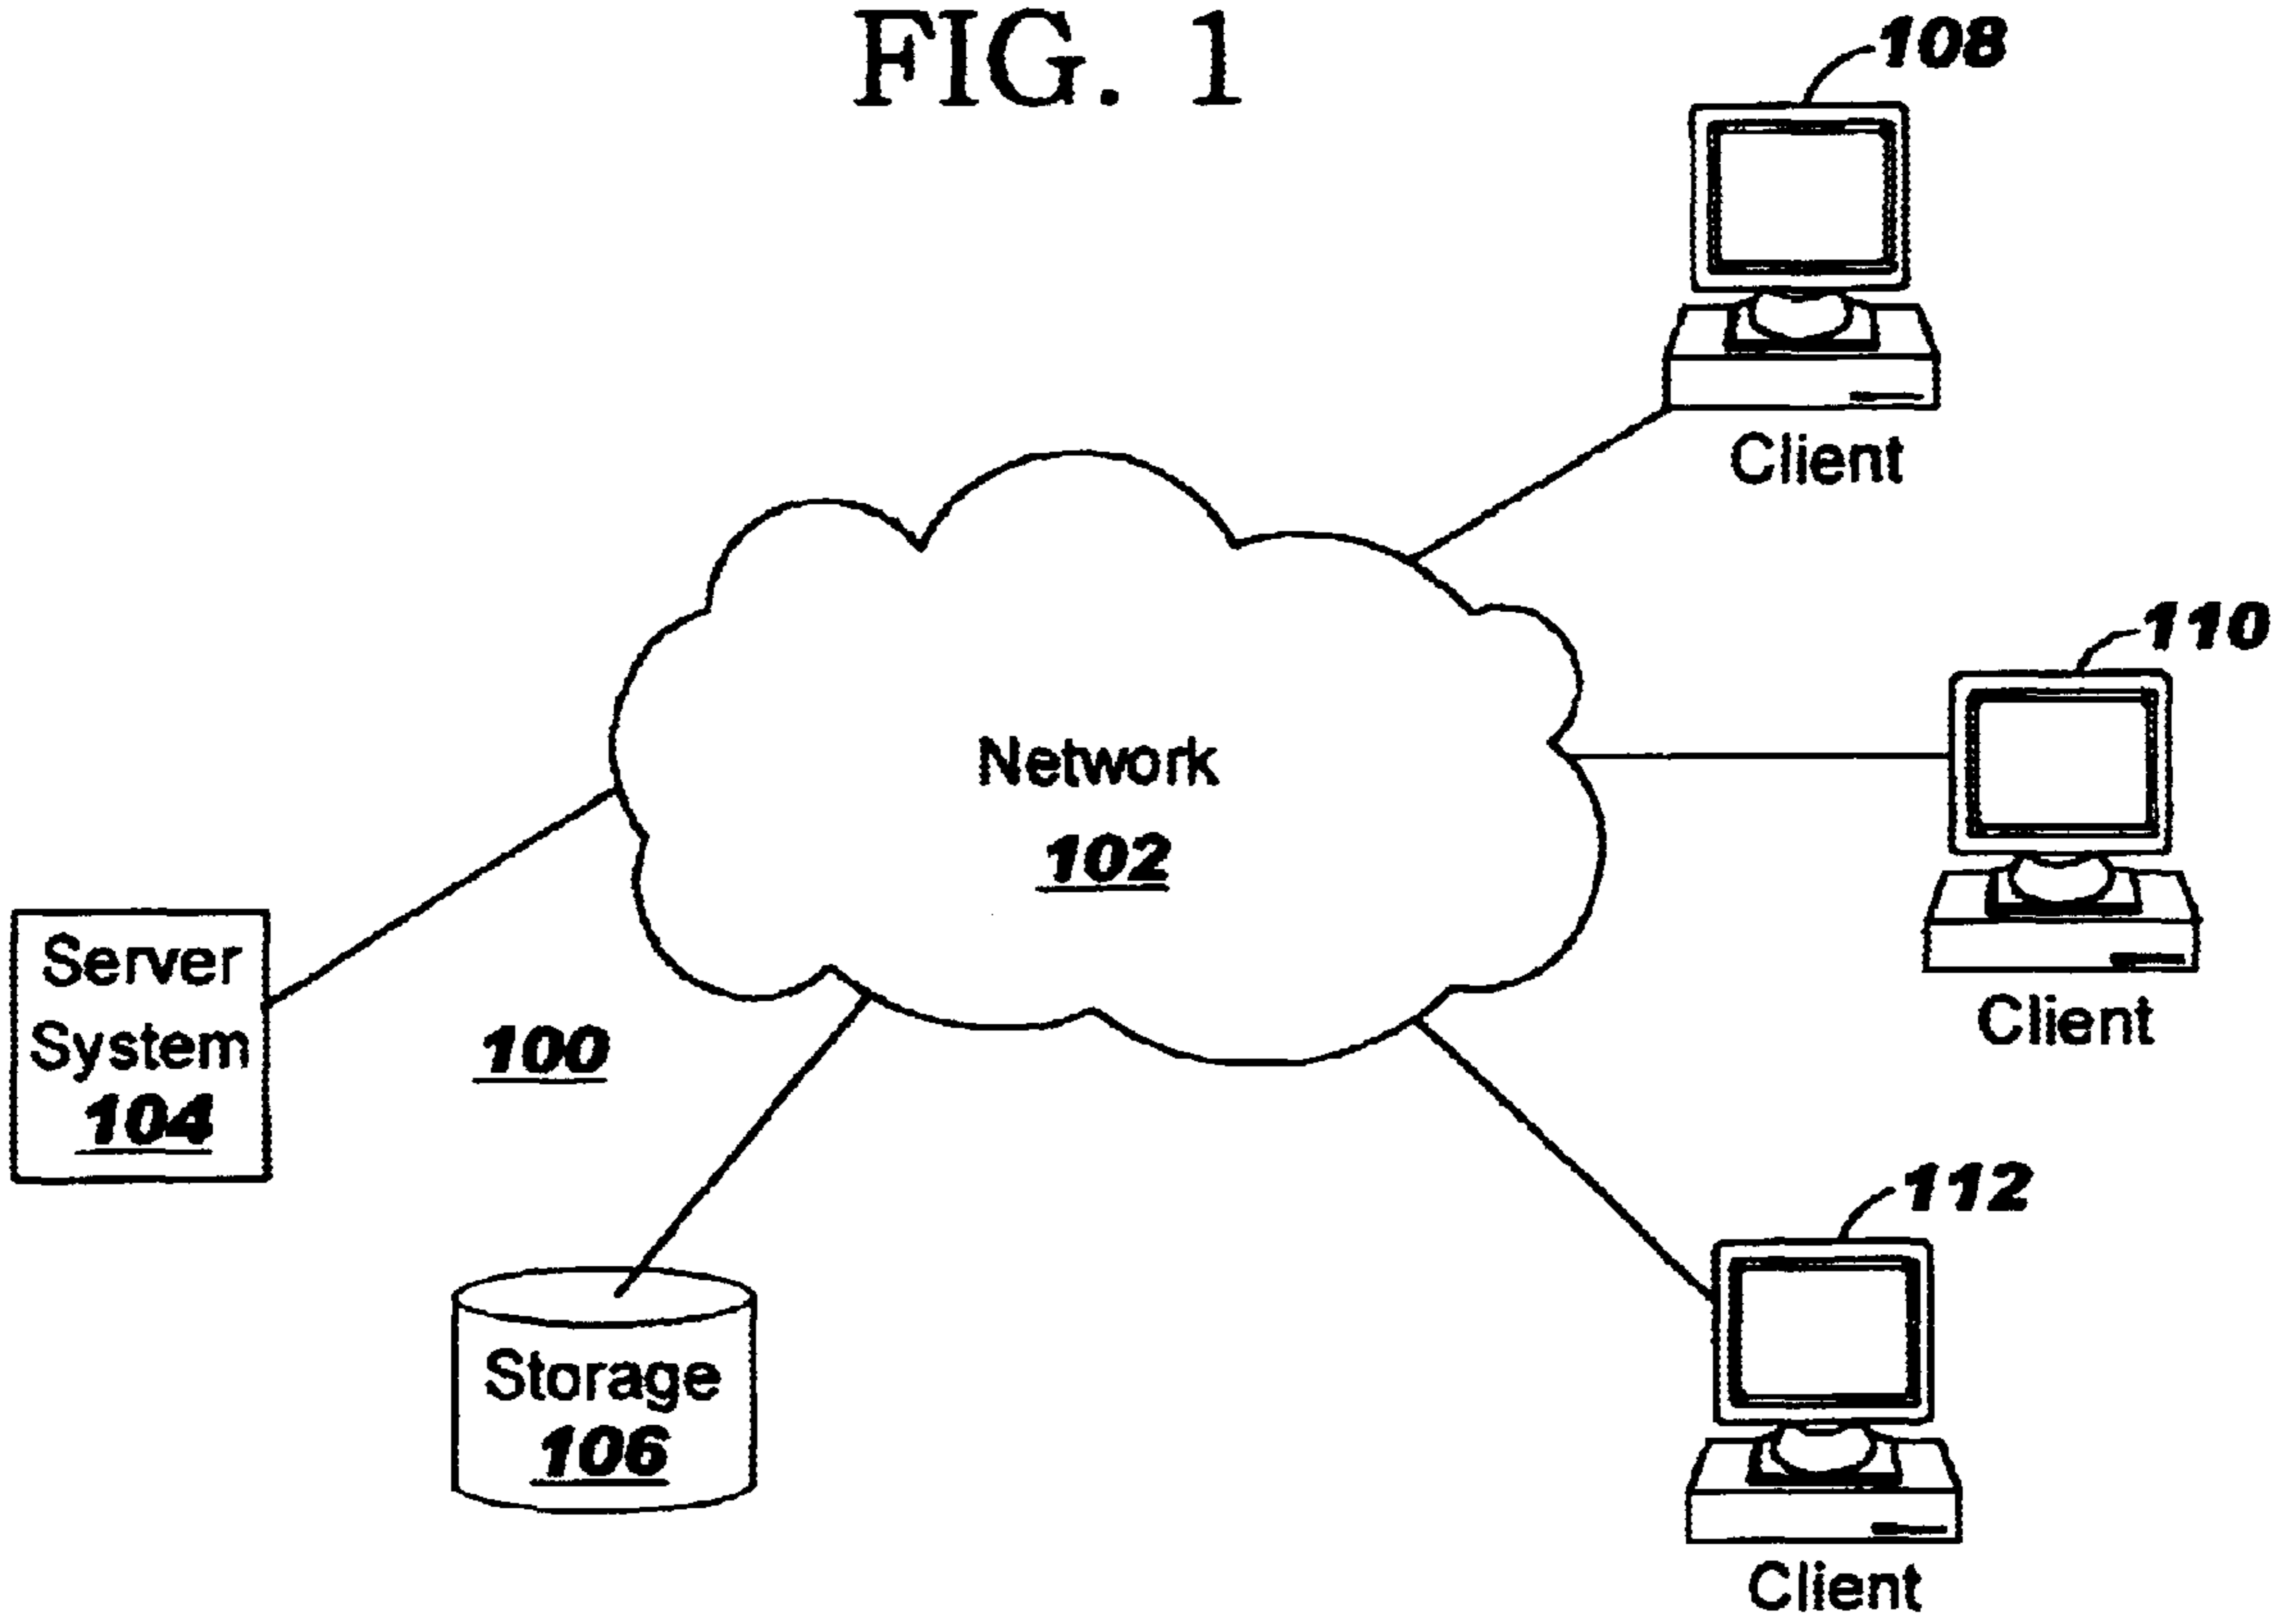 FIG. 1
108
Client
110
Network
102
Client
Server
System
104
100
112
Storage
106
Client